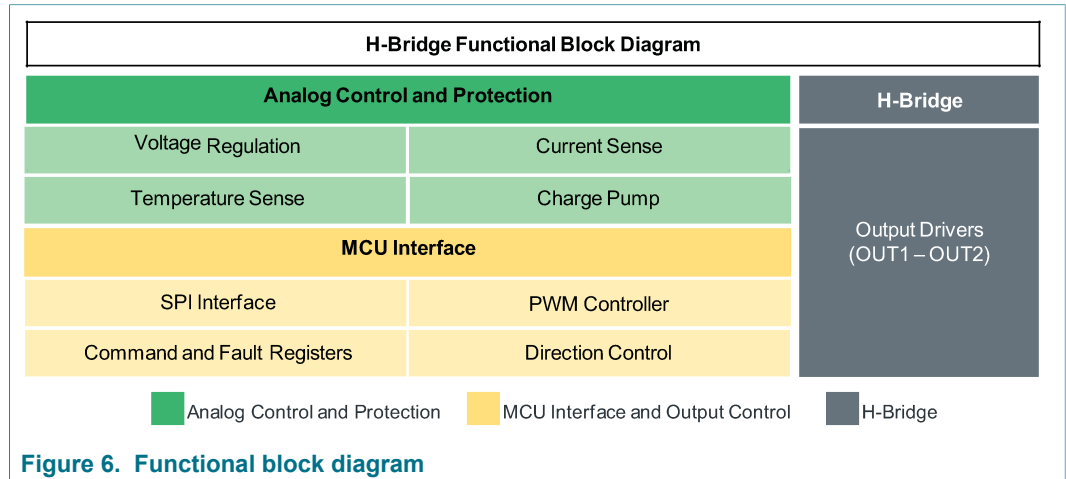 H-Bridge Functional Block Diagram
Analog Control and Protection
H-Bridge
Voltage Regulation
Current Sense
Temperature Sense
Charge Pump
MCU Interface
SPI Interface
PWM Controller
Command and Fault Registers
Direction Control
Output Drivers
(OUT1 – OUT2)
Analog Control and Protection
MCU Interface and Output Control
H-Bridge
Figure 6. Functional block diagram